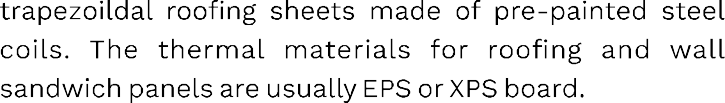 trapezoildal roofing sheets made of pre-painted steel
coils. The thermal materials for roofing and wall
sandwich panels are usually EPS or XPS board.